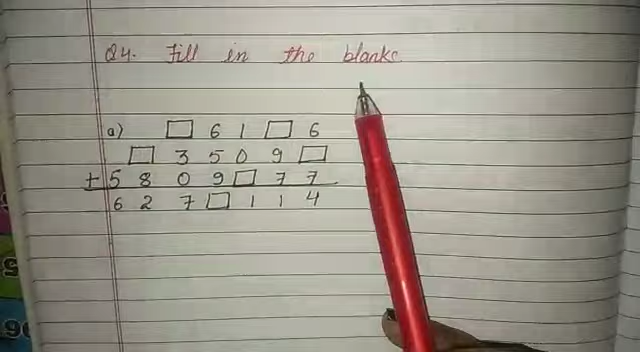 Q4. Fill in the blanks.
a) □ 6 1 □ 6
□ 3 5 0 9 □
+ 5 8 0 9 □ 7 7
6 2 7 □ 1 1 4